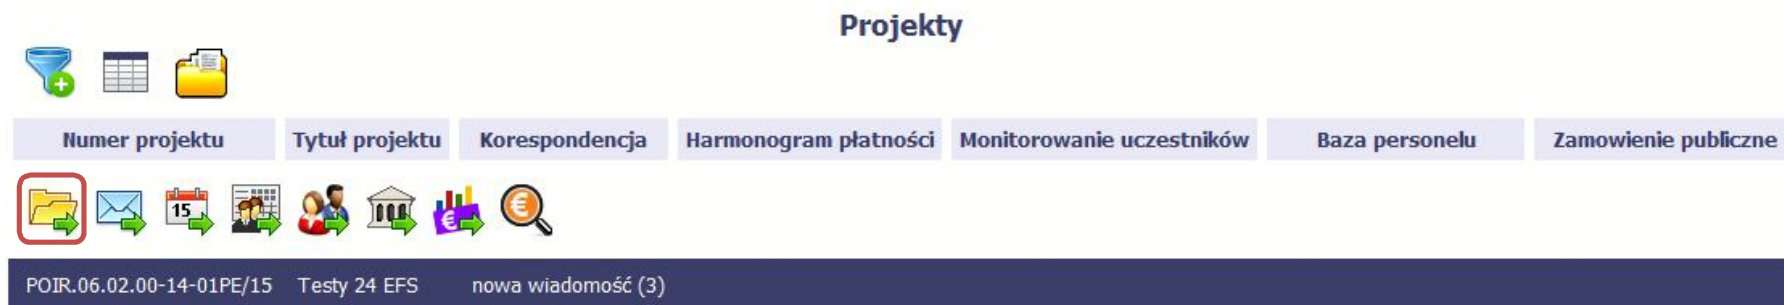 Projekty
Numer projektu Tytuł projektu Korespondencja Harmonogram płatności Monitorowanie uczestników Baza personelu Zamowienie publiczne
15
POIR.06.02.00-14-01PE/15 Testy 24 EFS nowa wiadomość (3)